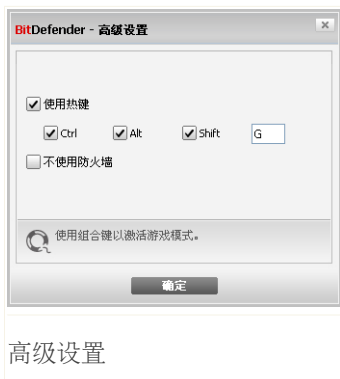 BitDefender - 高级设置
使用热键
Ctrl Alt Shift G
不使用防火墙
使用组合键以激活游戏模式。
确定
高级设置